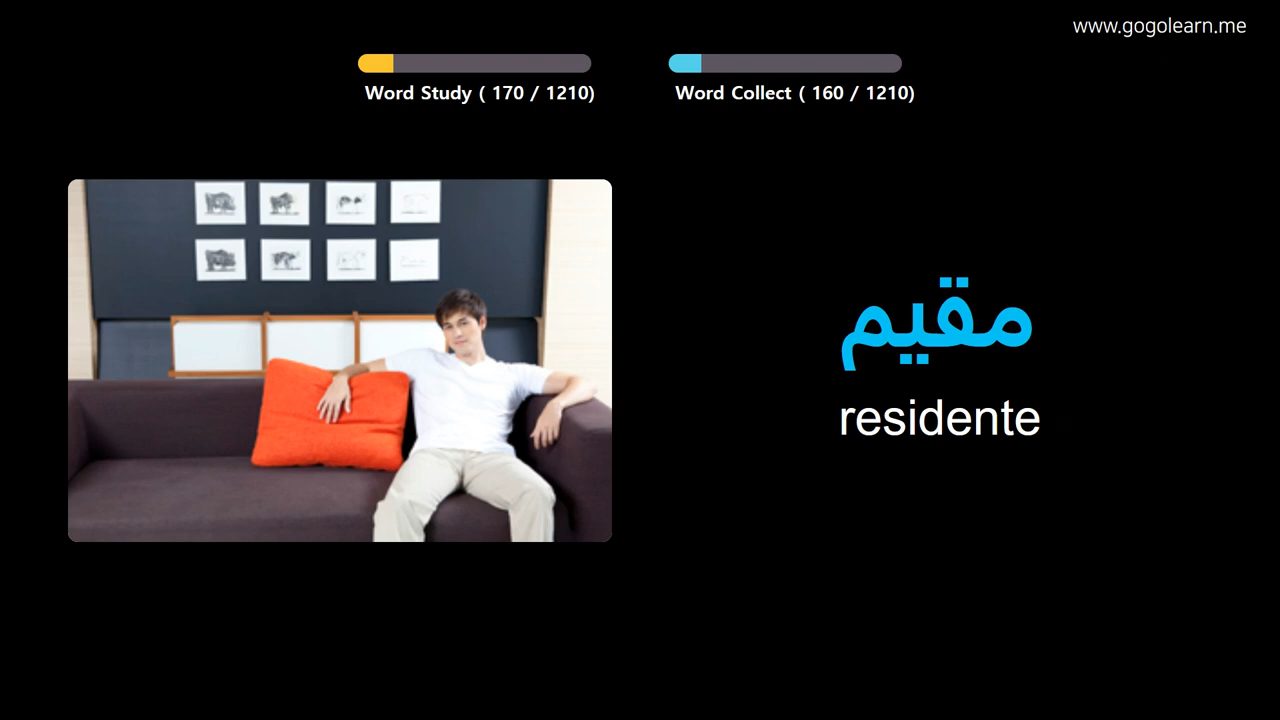 www.gogolearn.me
Word Study ( 170 / 1210)
Word Collect ( 160 / 1210)
مقيم
residente